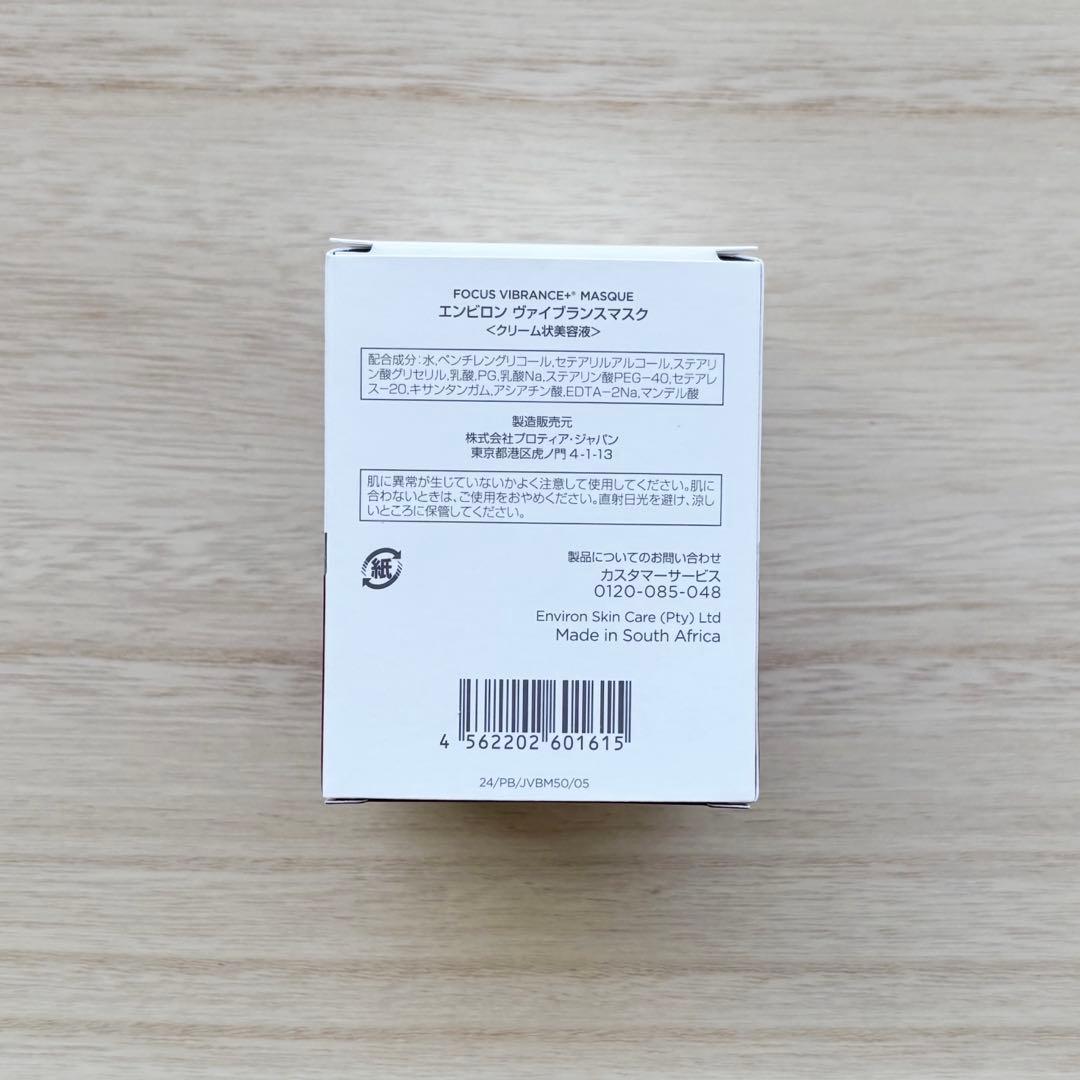 FOCUS VIBRANCE+® MASQUE
エンビロン ヴァイブランスマスク
<クリーム状美容液>
配合成分:水,ペンチレングリコール,セテアリルアルコール,ステアリ
ン酸グリセリル,乳酸,PG,乳酸Na,ステアリン酸PEG-40,セテアレ
ス-20,キサンタンガム,アシアチン酸,EDTA-2Na,マンデル酸
製造販売元
株式会社プロティア・ジャパン
東京都港区虎ノ門4-1-13
肌に異常が生じていないかよく注意して使用してください。肌に
合わないときは、ご使用をおやめください。直射日光を避け、涼し
いところに保管してください。
紙
製品についてのお問い合わせ
カスタマーサービス
0120-085-048
Environ Skin Care (Pty) Ltd
Made in South Africa
4 562202 601615
24/PB/JVBM50/05